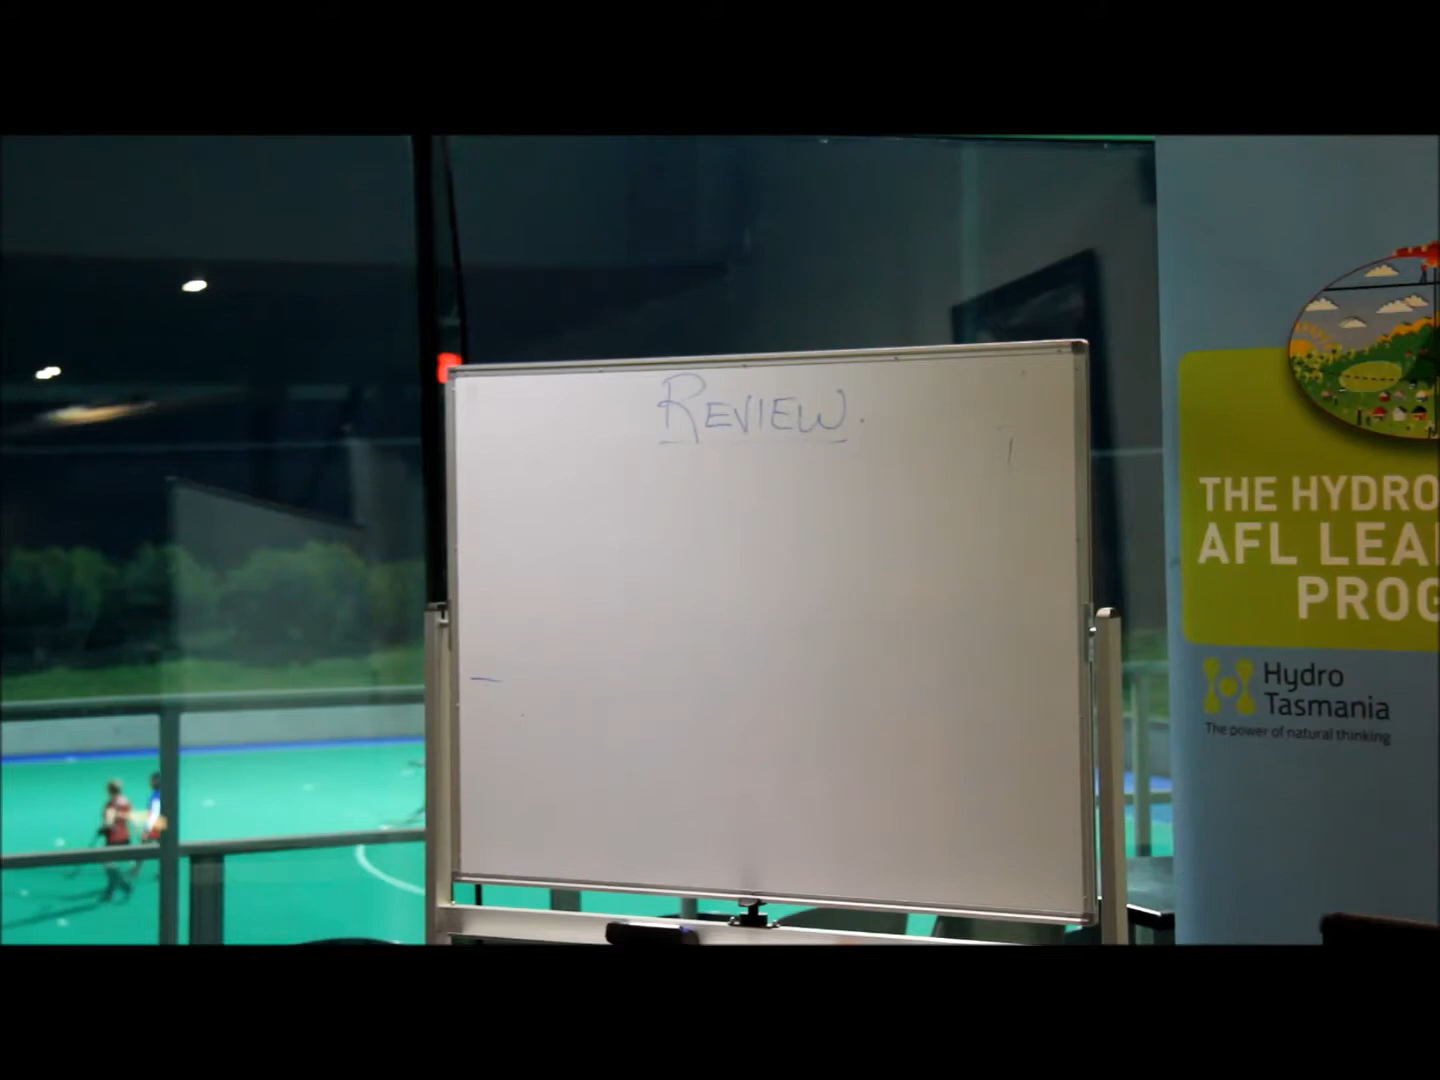 REVIEW.
THE HYDRO
AFL LEA
PROG
Hydro
Tasmania
The power of natural thinking